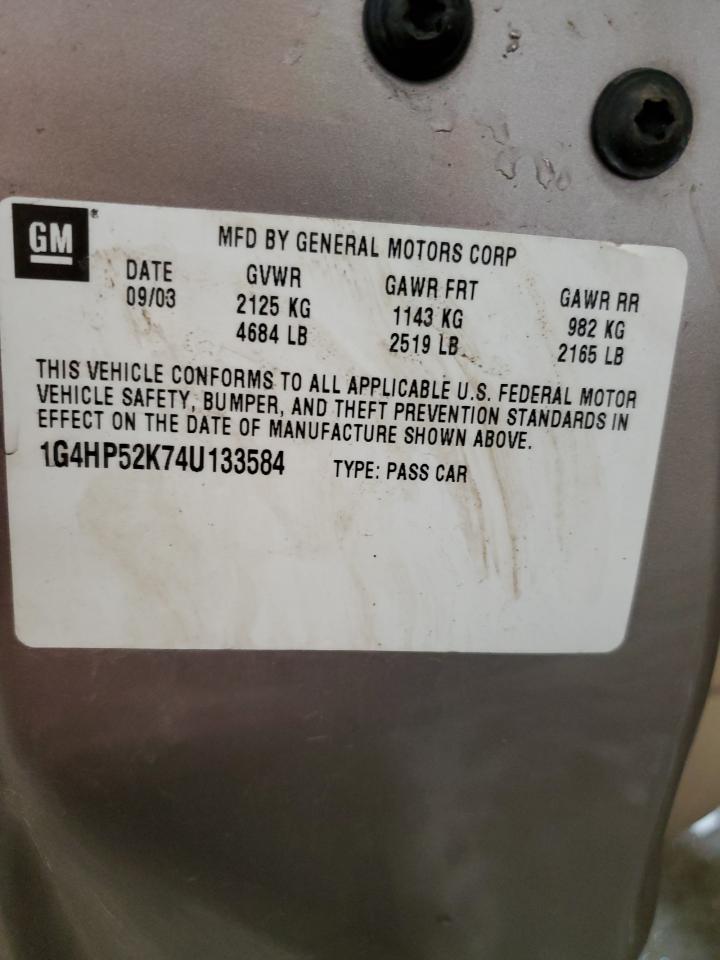 GM
MFD BY GENERAL MOTORS CORP
DATE GVWR GAWR FRT GAWR RR
09/03 2125 KG 1143 KG 982 KG
4684 LB 2519 LB 2165 LB
THIS VEHICLE CONFORMS TO ALL APPLICABLE U.S. FEDERAL MOTOR
VEHICLE SAFETY, BUMPER, AND THEFT PREVENTION STANDARDS IN
EFFECT ON THE DATE OF MANUFACTURE SHOWN ABOVE.
1G4HP52K74U133584 TYPE: PASS CAR